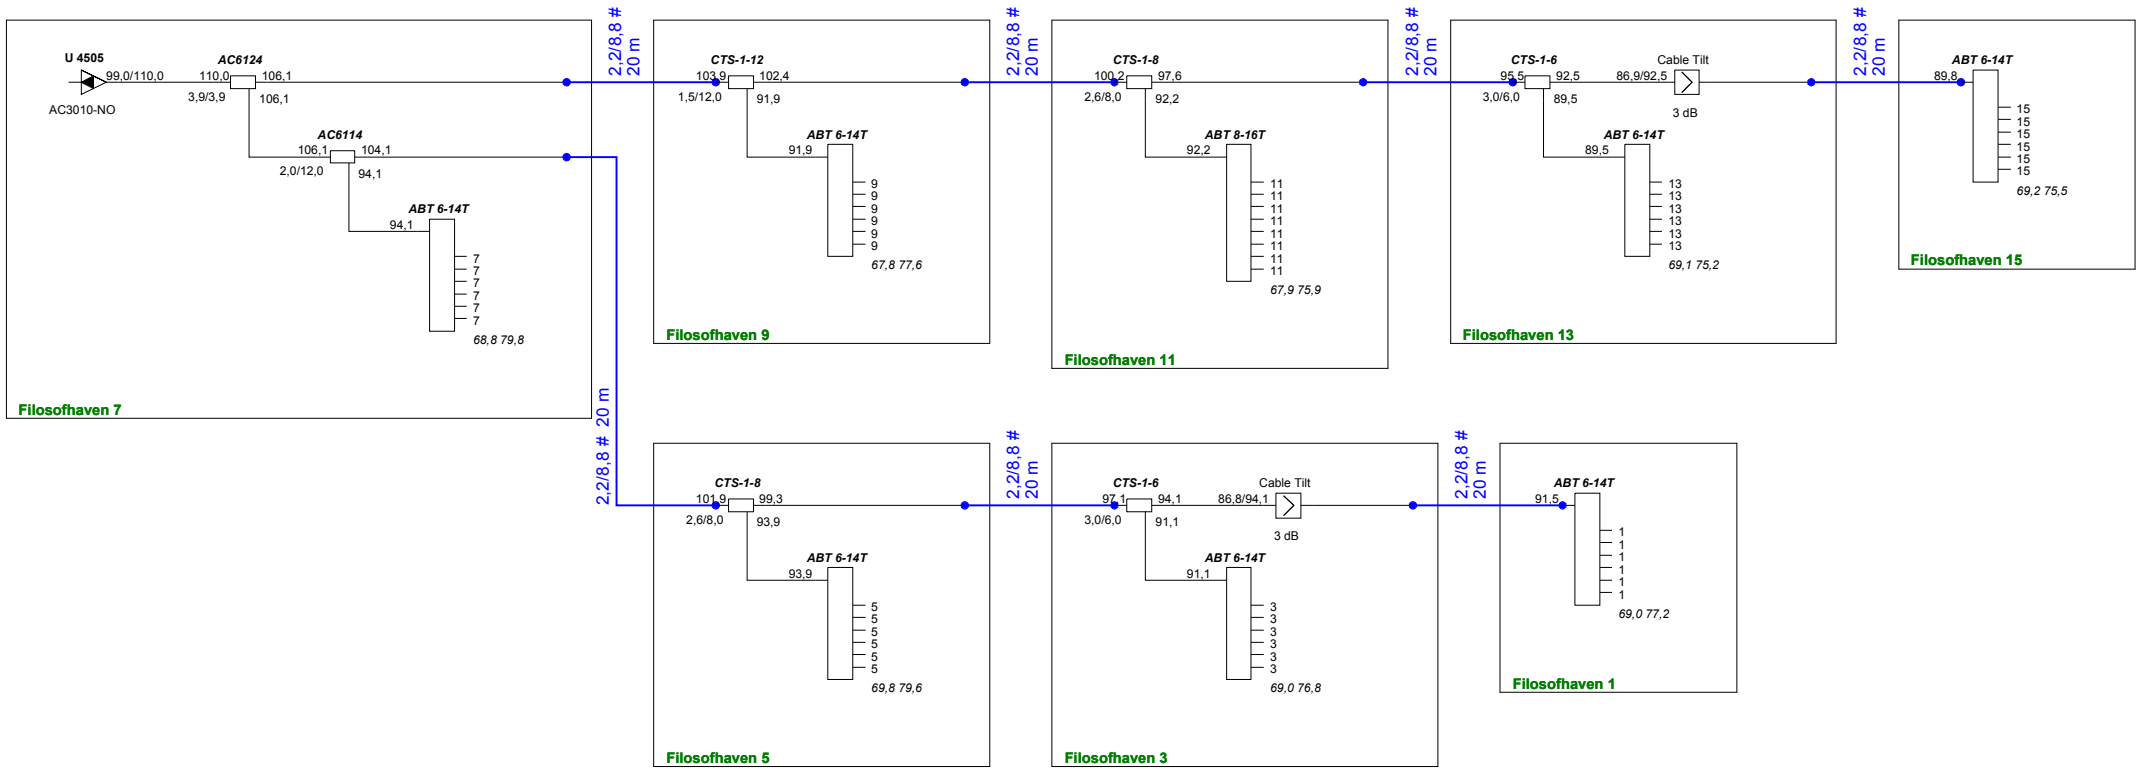 U 4505
99,0/110,0
AC3010-NO
AC6124
110,0
106,1
3,9/3,9
106,1
AC6114
106,1
104,1
2,0/12,0
94,1
ABT 6-14T
94,1
7
7
7
7
7
7
68,8 79,8
Filosofhaven 7
2,2/8,8 #
20 m
CTS-1-12
103,9
102,4
1,5/12,0
91,9
ABT 6-14T
91,9
9
9
9
9
9
9
67,8 77,6
Filosofhaven 9
2,2/8,8 #
20 m
CTS-1-8
100,2
97,6
2,6/8,0
92,2
ABT 8-16T
92,2
11
11
11
11
11
11
11
11
67,9 75,9
Filosofhaven 11
2,2/8,8 #
20 m
CTS-1-6
95,5
92,5
3,0/6,0
89,5
Cable Tilt
86,9/92,5
3 dB
ABT 6-14T
89,5
13
13
13
13
13
13
69,1 75,2
Filosofhaven 13
2,2/8,8 #
20 m
ABT 6-14T
89,8
15
15
15
15
15
15
69,2 75,5
Filosofhaven 15
2,2/8,8 # 20 m
CTS-1-8
101,9
99,3
2,6/8,0
93,9
ABT 6-14T
93,9
5
5
5
5
5
5
69,8 79,6
Filosofhaven 5
2,2/8,8 #
20 m
CTS-1-6
97,1
94,1
3,0/6,0
91,1
Cable Tilt
86,8/94,1
3 dB
ABT 6-14T
91,1
3
3
3
3
3
3
69,0 76,8
Filosofhaven 3
2,2/8,8 #
20 m
ABT 6-14T
91,5
1
1
1
1
1
1
69,0 77,2
Filosofhaven 1